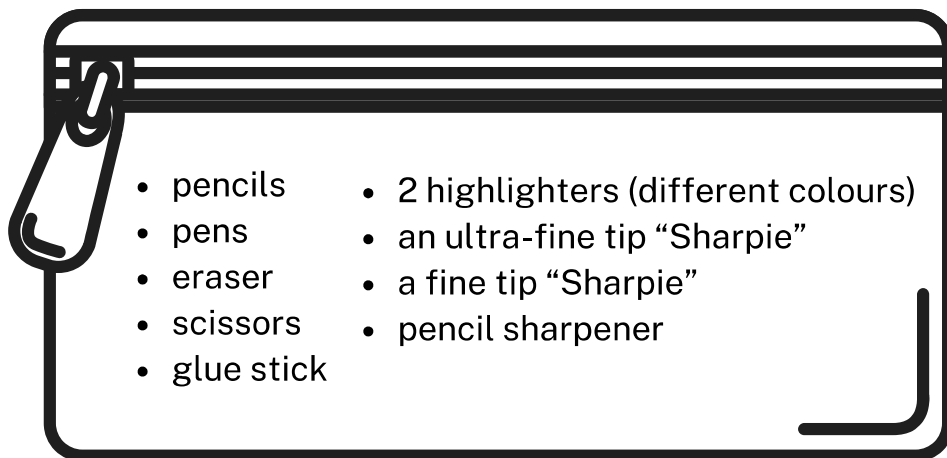 • pencils
• pens
• eraser
• scissors
• glue stick
• 2 highlighters (different colours)
• an ultra-fine tip “Sharpie”
• a fine tip “Sharpie”
• pencil sharpener